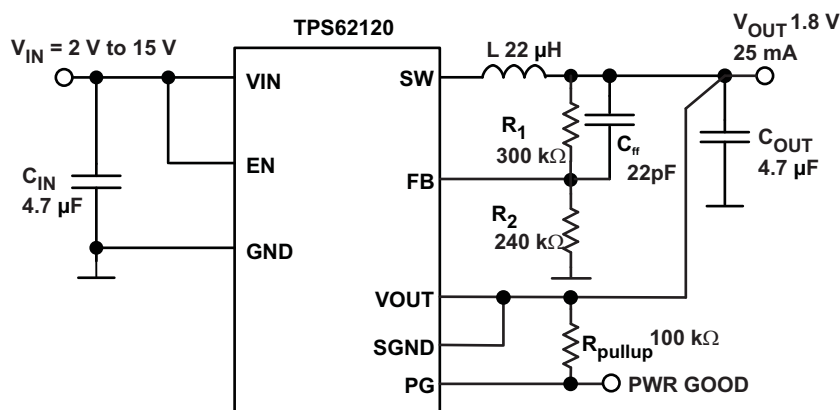 TPS62120
V_IN = 2 V to 15 V
V_OUT 1.8 V
25 mA
L 22 µH
VIN
SW
EN
FB
GND
VOUT
SGND
PG
C_IN
4.7 µF
R_1
300 kΩ
C_ff
22pF
C_OUT
4.7 µF
R_2
240 kΩ
R_pullup 100 kΩ
PWR GOOD